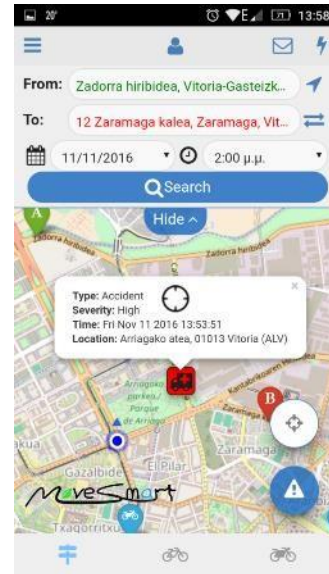 20°
E
71
13:58
From:
Zadorra hiribidea, Vitoria-Gasteizk...
To:
12 Zaramaga kalea, Zaramaga, Vit...
11/11/2016
2:00 μ.μ.
Search
Hide
A
Zadorra hiribidea
×
Type: Accident
Severity: High
Time: Fri Nov 11 2016 13:53:51
Location: Arriagako atea, 01013 Vitoria (ALV)
Arriagako
parkea/
Parque
de Arriaga
B
akua
Zaramaga
Gazalbide
El Pilar
MoveSmart
Txagorritxu